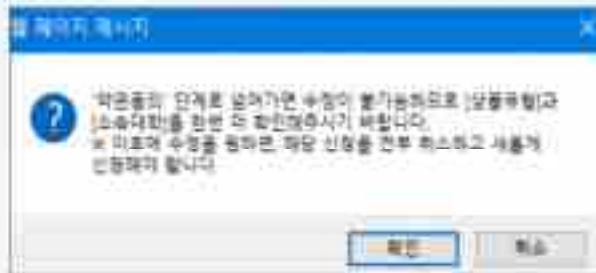 웹 페이지 메시지
'약관동의' 단계로 넘어가면 수정이 불가능하므로 [상품유형]과
[소속대학]을 한번 더 확인해주시기 바랍니다.
※ 이후에 수정을 원하면, 해당 신청을 전부 취소하고 새롭게
신청해야 합니다.
확인
취소